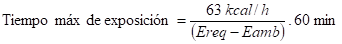 Tiempo máx de exposición = 63 kcal/h / (Ereq − Eamb) . 60 min